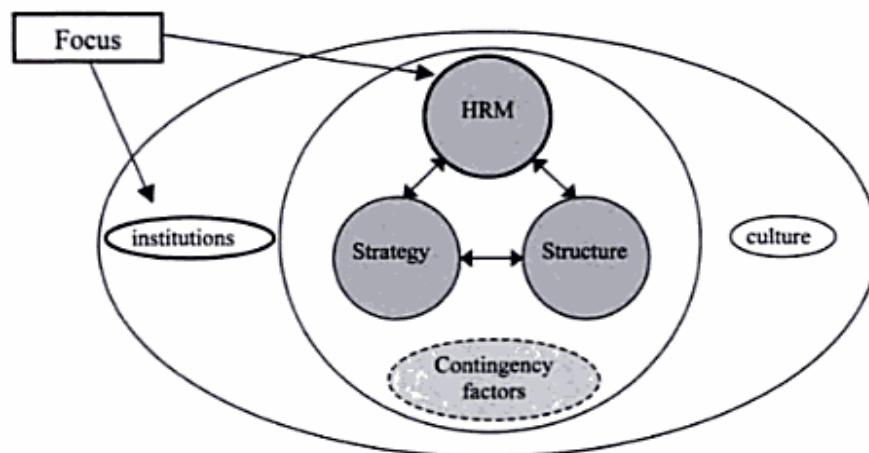 Focus
HRM
institutions
culture
Strategy
Structure
Contingency
factors